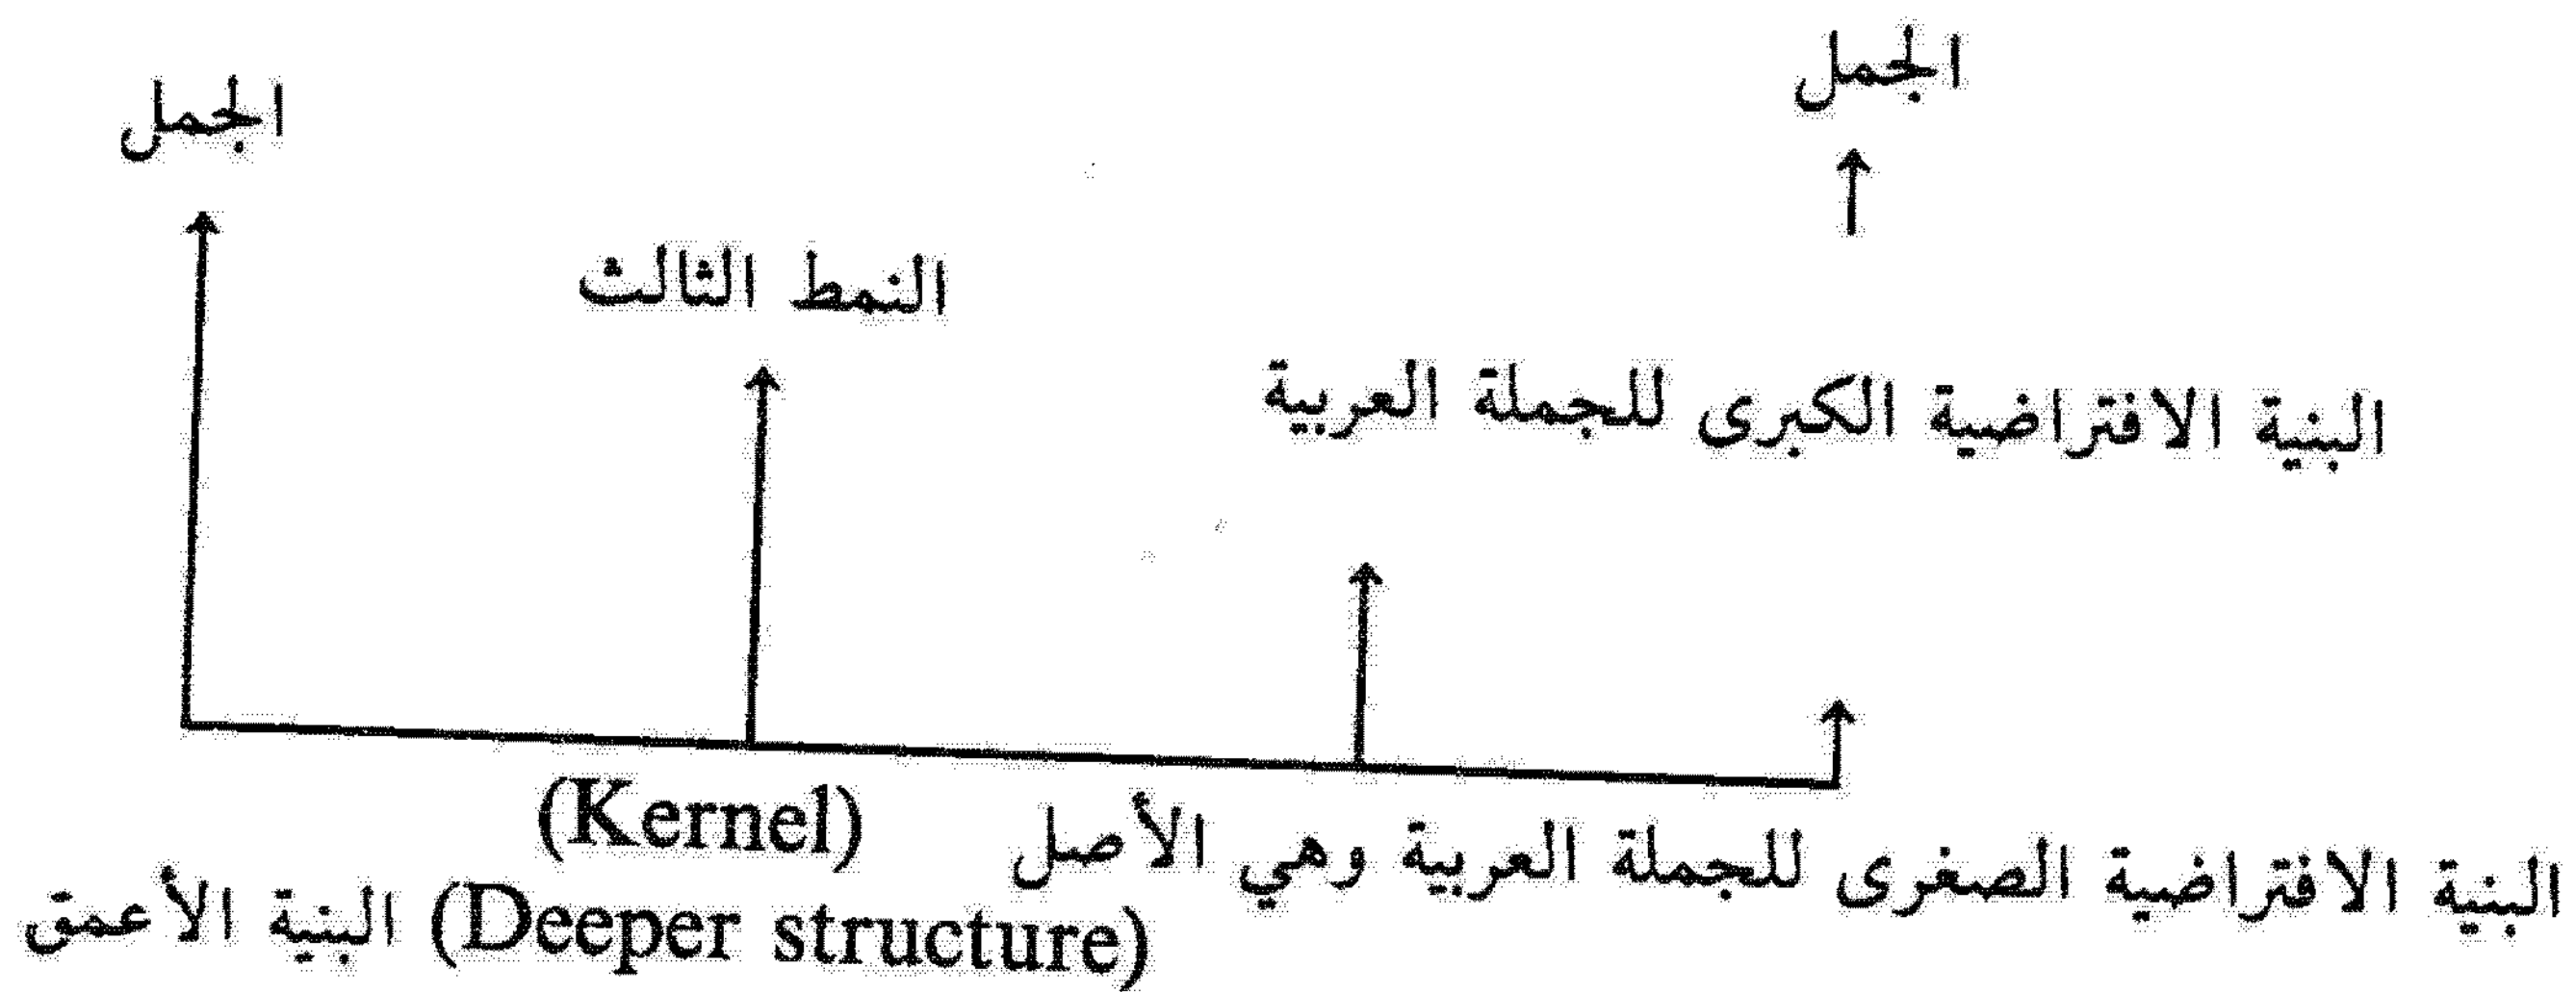 الجمل
الجمل
النمط الثالث
البنية الافتراضية الكبرى للجملة العربية
البنية الافتراضية الصغرى للجملة العربية وهي الأصل (Kernel)
البنية الأعمق (Deeper structure)